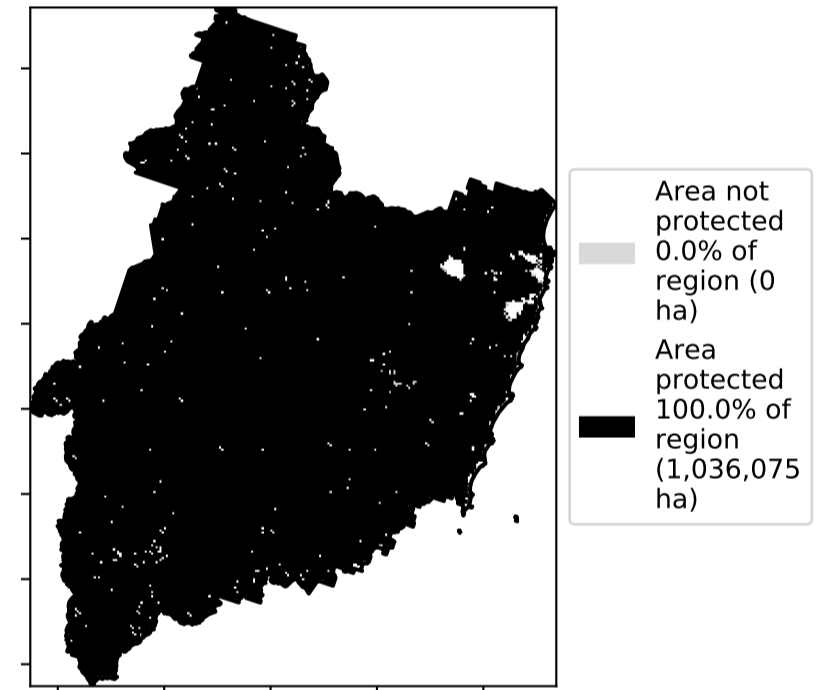 Area not
protected
0.0% of
region (0
ha)
Area
protected
100.0% of
region
(1,036,075
ha)